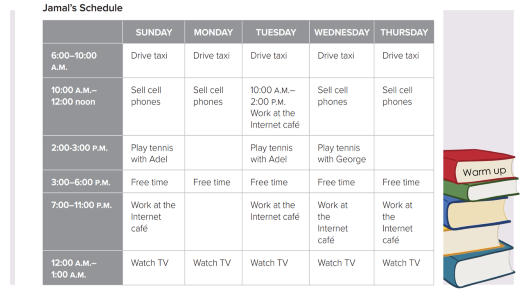 Jamal's Schedule
SUNDAY MONDAY TUESDAY WEDNESDAY THURSDAY
6:00–10:00
A.M.
Drive taxi Drive taxi Drive taxi Drive taxi Drive taxi
10:00 A.M.–
12:00 noon
Sell cell
phones
Sell cell
phones
10:00 A.M.–
2:00 P.M.
Work at the
Internet café
Sell cell
phones
Sell cell
phones
2:00-3:00 P.M.
Play tennis
with Adel
Play tennis
with Adel
Play tennis
with George
3:00–6:00 P.M.
Free time Free time Free time Free time Free time
7:00–11:00 P.M.
Work at the
Internet
café
Work at the
Internet café
Work at
the
Internet
café
Work at
the
Internet
café
12:00 A.M.–
1:00 A.M.
Watch TV Watch TV Watch TV Watch TV Watch TV
Warm up